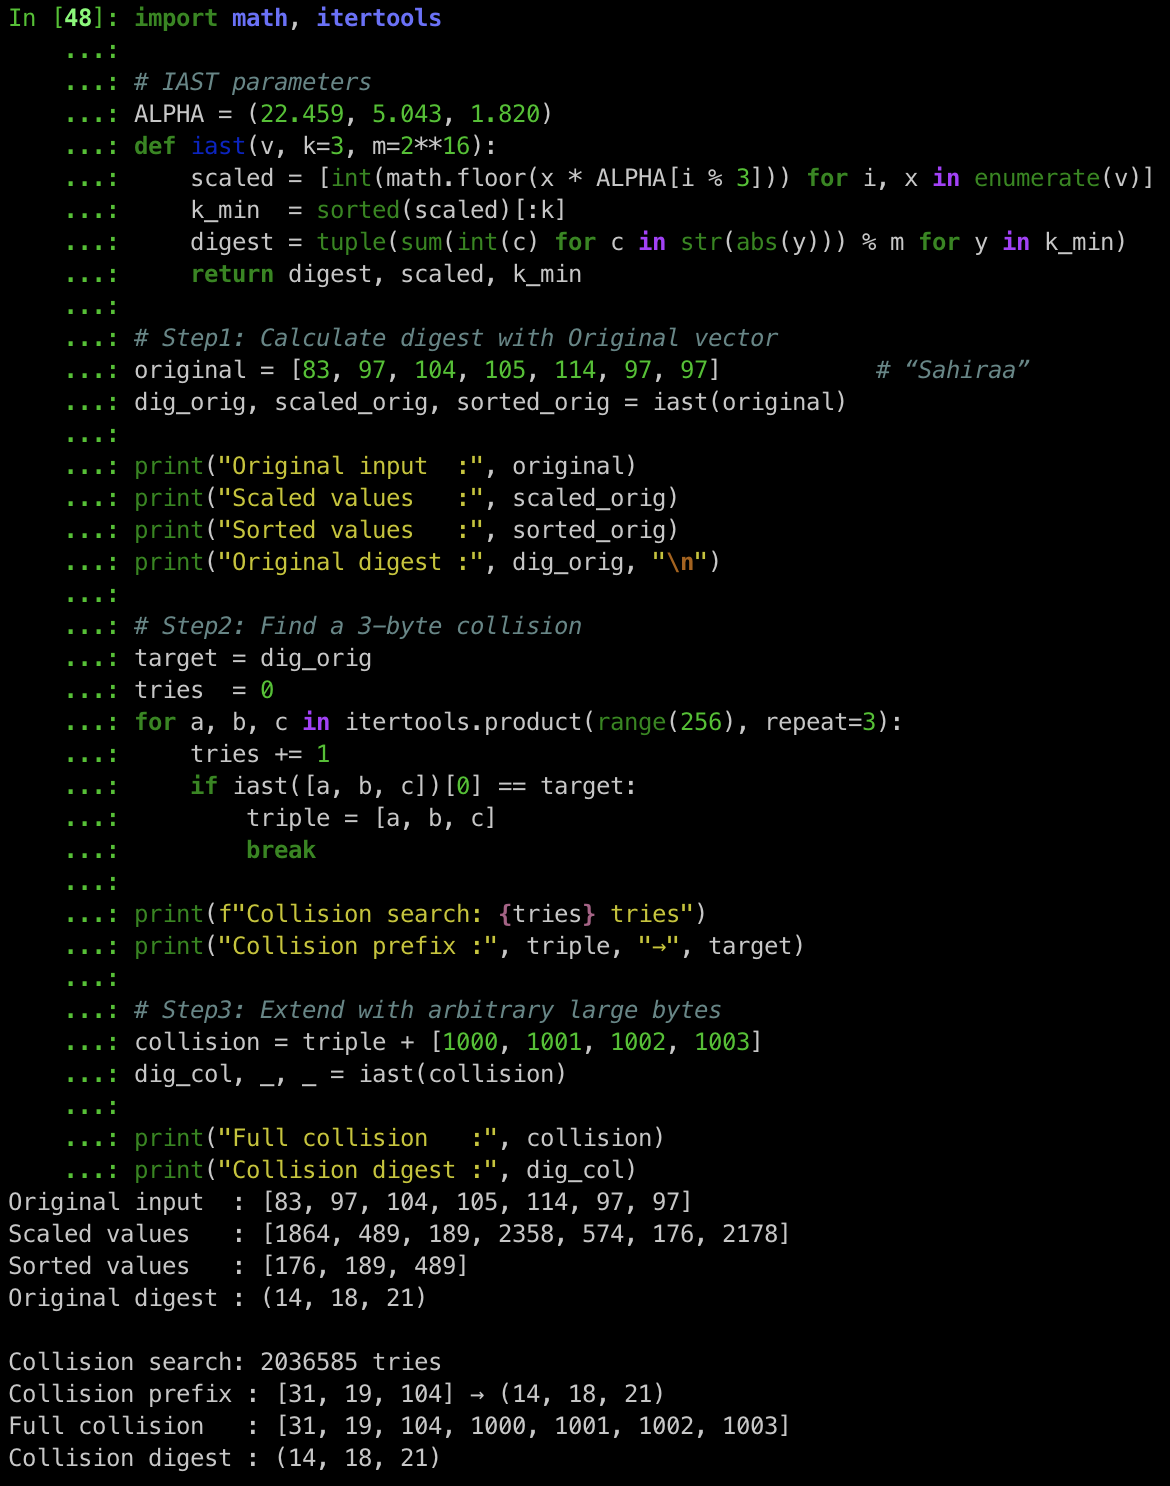 In [48]: import math, itertools
    ...:
    ...: # IAST parameters
    ...: ALPHA = (22.459, 5.043, 1.820)
    ...: def iast(v, k=3, m=2**16):
    ...:     scaled = [int(math.floor(x * ALPHA[i % 3])) for i, x in enumerate(v)]
    ...:     k_min  = sorted(scaled)[:k]
    ...:     digest = tuple(sum(int(c) for c in str(abs(y))) % m for y in k_min)
    ...:     return digest, scaled, k_min
    ...:
    ...: # Step1: Calculate digest with Original vector
    ...: original = [83, 97, 104, 105, 114, 97, 97]           # “Sahiraa”
    ...: dig_orig, scaled_orig, sorted_orig = iast(original)
    ...:
    ...: print("Original input  :", original)
    ...: print("Scaled values   :", scaled_orig)
    ...: print("Sorted values   :", sorted_orig)
    ...: print("Original digest :", dig_orig, "\n")
    ...:
    ...: # Step2: Find a 3–byte collision
    ...: target = dig_orig
    ...: tries  = 0
    ...: for a, b, c in itertools.product(range(256), repeat=3):
    ...:     tries += 1
    ...:     if iast([a, b, c])[0] == target:
    ...:         triple = [a, b, c]
    ...:         break
    ...:
    ...: print(f"Collision search: {tries} tries")
    ...: print("Collision prefix :", triple, "→", target)
    ...:
    ...: # Step3: Extend with arbitrary large bytes
    ...: collision = triple + [1000, 1001, 1002, 1003]
    ...: dig_col, _, _ = iast(collision)
    ...:
    ...: print("Full collision   :", collision)
    ...: print("Collision digest :", dig_col)
Original input  : [83, 97, 104, 105, 114, 97, 97]
Scaled values   : [1864, 489, 189, 2358, 574, 176, 2178]
Sorted values   : [176, 189, 489]
Original digest : (14, 18, 21)

Collision search: 2036585 tries
Collision prefix : [31, 19, 104] → (14, 18, 21)
Full collision   : [31, 19, 104, 1000, 1001, 1002, 1003]
Collision digest : (14, 18, 21)